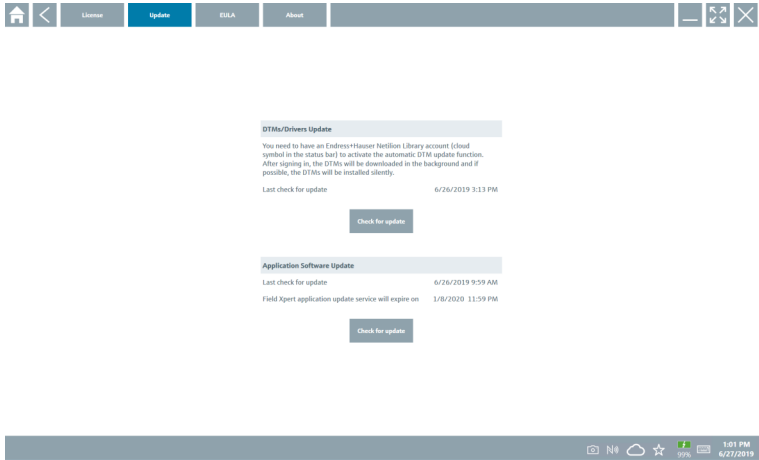 License Update EULA About
DTMs/Drivers Update
You need to have an Endress+Hauser Netilion Library account (cloud
symbol in the status bar) to activate the automatic DTM update function.
After signing in, the DTMs will be downloaded in the background and if
possible, the DTMs will be installed silently.
Last check for update 6/26/2019 3:13 PM
Check for update
Application Software Update
Last check for update 6/26/2019 9:59 AM
Field Xpert application update service will expire on 1/8/2020 11:59 PM
Check for update
1:01 PM
99% 6/27/2019